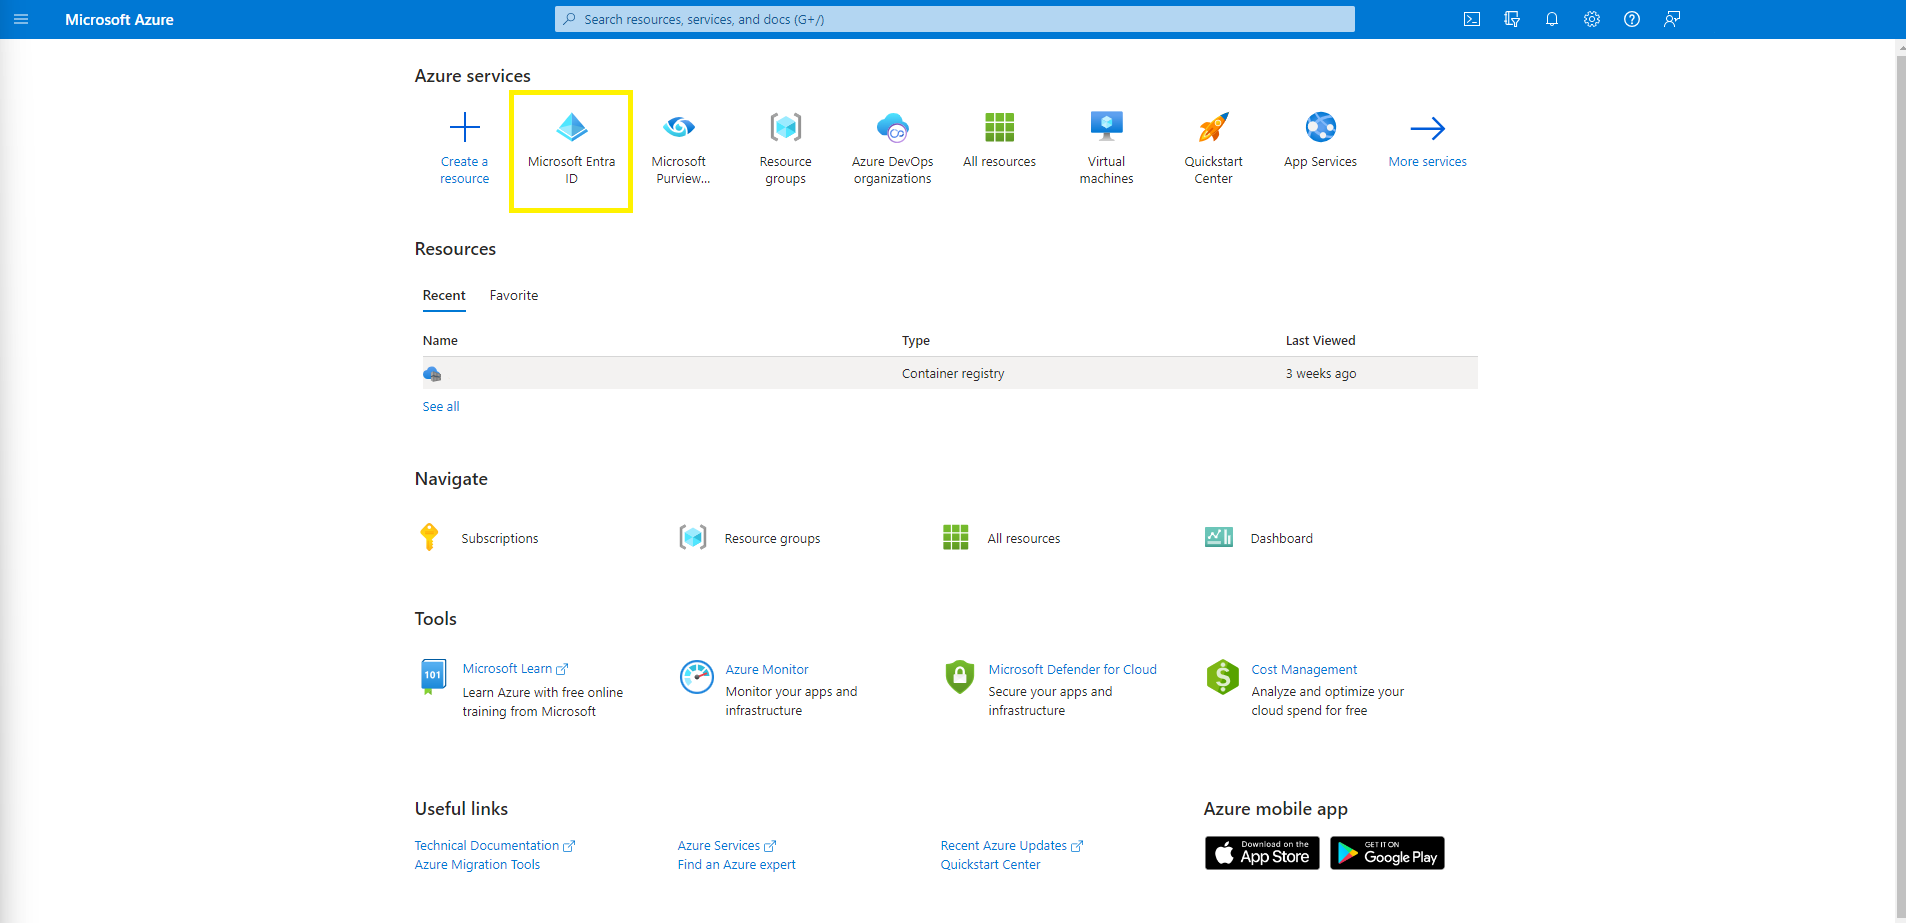 Microsoft Azure
Search resources, services, and docs (G+/)
Azure services
Create a
resource
Microsoft Entra
ID
Microsoft
Purview...
Resource
groups
Azure DevOps
organizations
All resources
Virtual
machines
Quickstart
Center
App Services
More services
Resources
Recent
Favorite
Name
Type
Last Viewed
Container registry
3 weeks ago
See all
Navigate
Subscriptions
Resource groups
All resources
Dashboard
Tools
101
Microsoft Learn
Learn Azure with free online
training from Microsoft
Azure Monitor
Monitor your apps and
infrastructure
Microsoft Defender for Cloud
Secure your apps and
infrastructure
Cost Management
Analyze and optimize your
cloud spend for free
Useful links
Technical Documentation
Azure Migration Tools
Azure Services
Find an Azure expert
Recent Azure Updates
Quickstart Center
Azure mobile app
Download on the
App Store
GET IT ON
Google Play